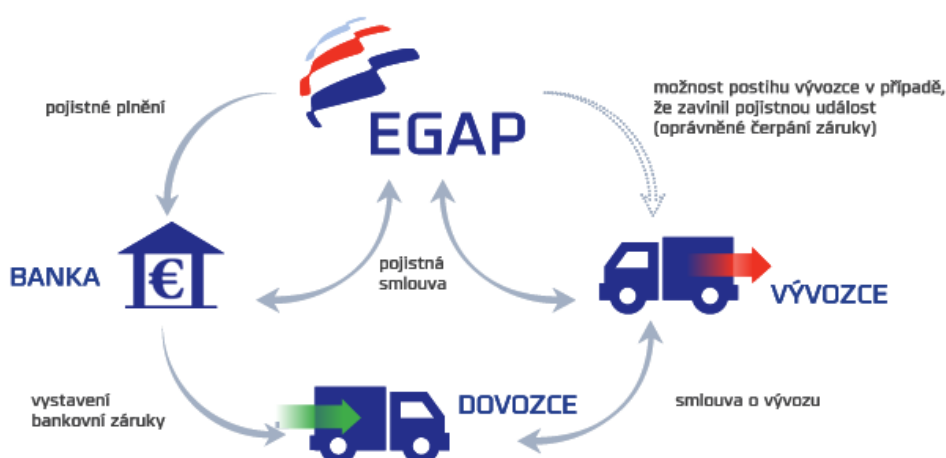 pojistné plnění
EGAP
možnost postihu vývozce v případě,
že zavinil pojistnou událost
(oprávněné čerpání záruky)
BANKA
€
pojistná
smlouva
VÝVOZCE
vystavení
bankovní záruky
DOVOZCE
smlouva o vývozu